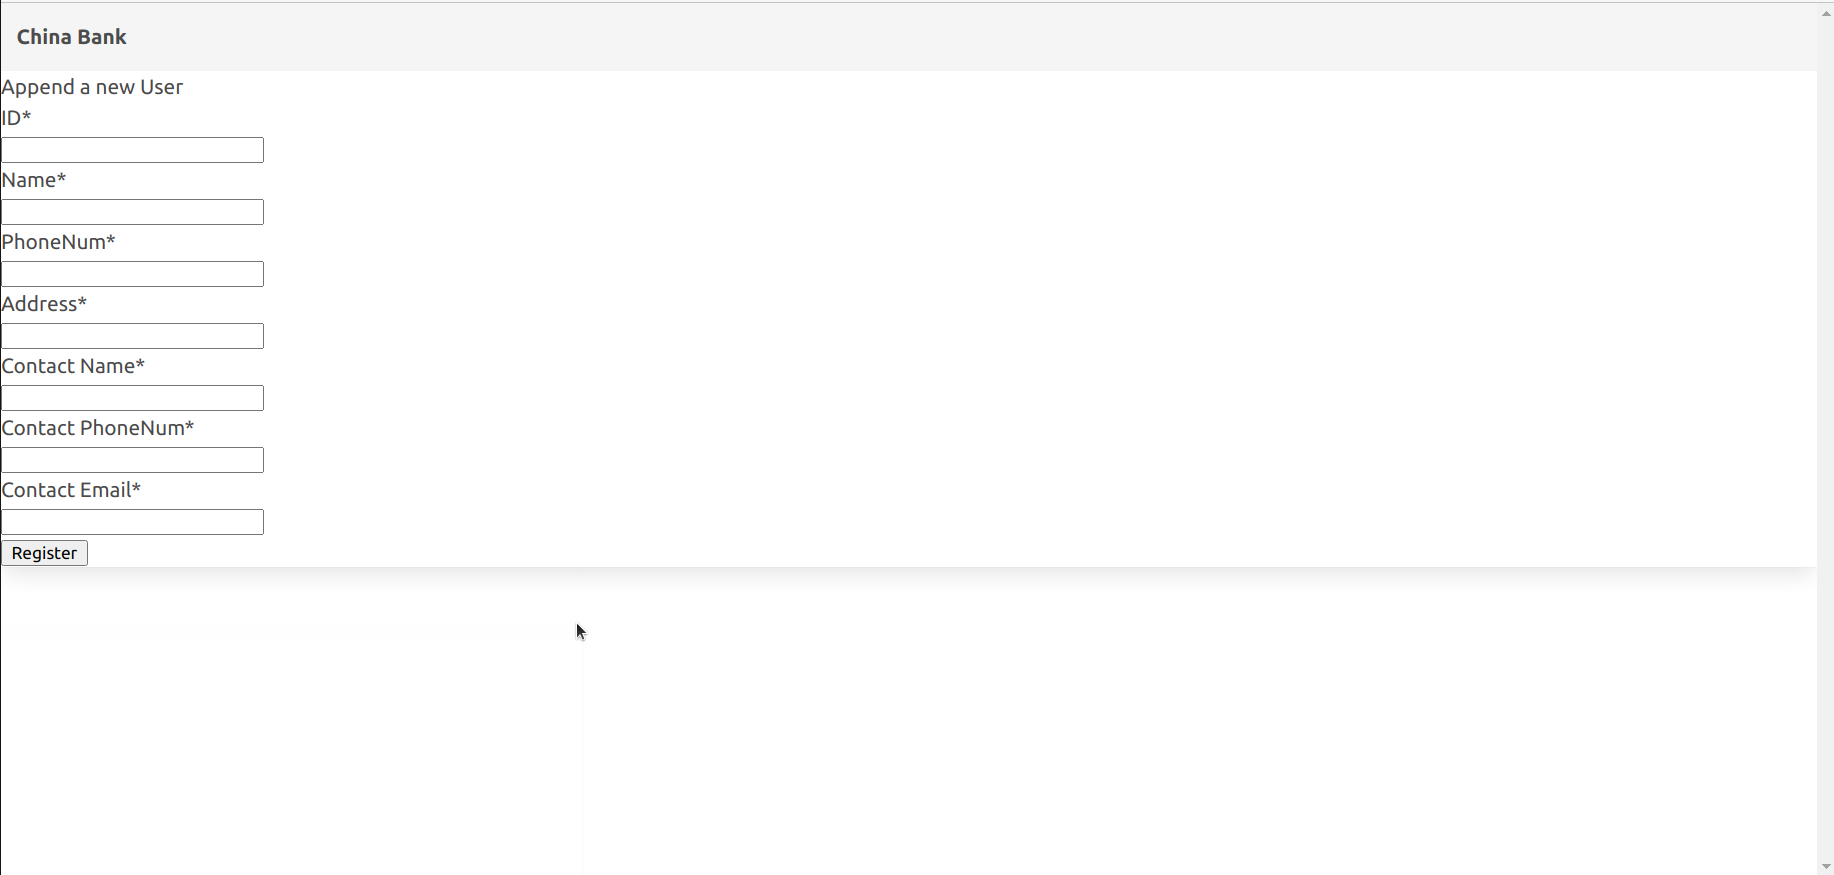 China Bank
Append a new User
ID*
Name*
PhoneNum*
Address*
Contact Name*
Contact PhoneNum*
Contact Email*
Register